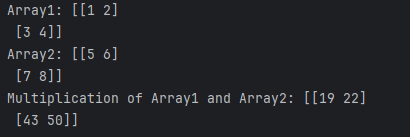 Array1: [[1 2]
 [3 4]]
Array2: [[5 6]
 [7 8]]
Multiplication of Array1 and Array2: [[19 22]
 [43 50]]